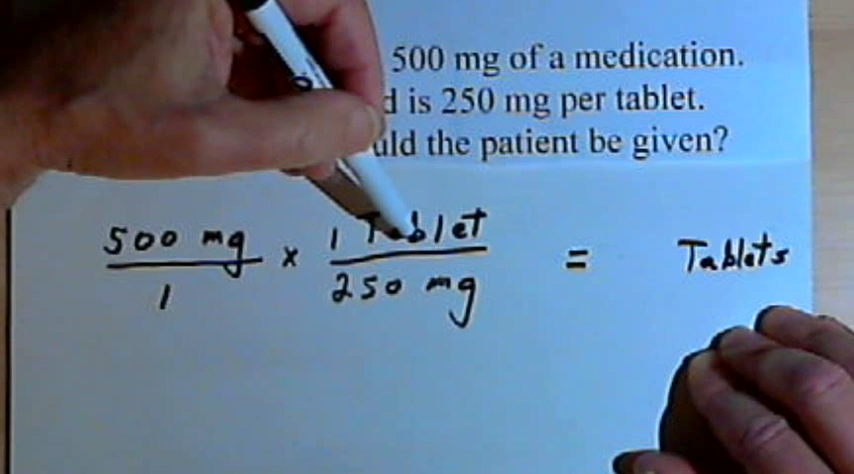 500 mg of a medication.
d is 250 mg per tablet.
uld the patient be given?
500 mg × 1 Tablet = Tablets
1 250 mg